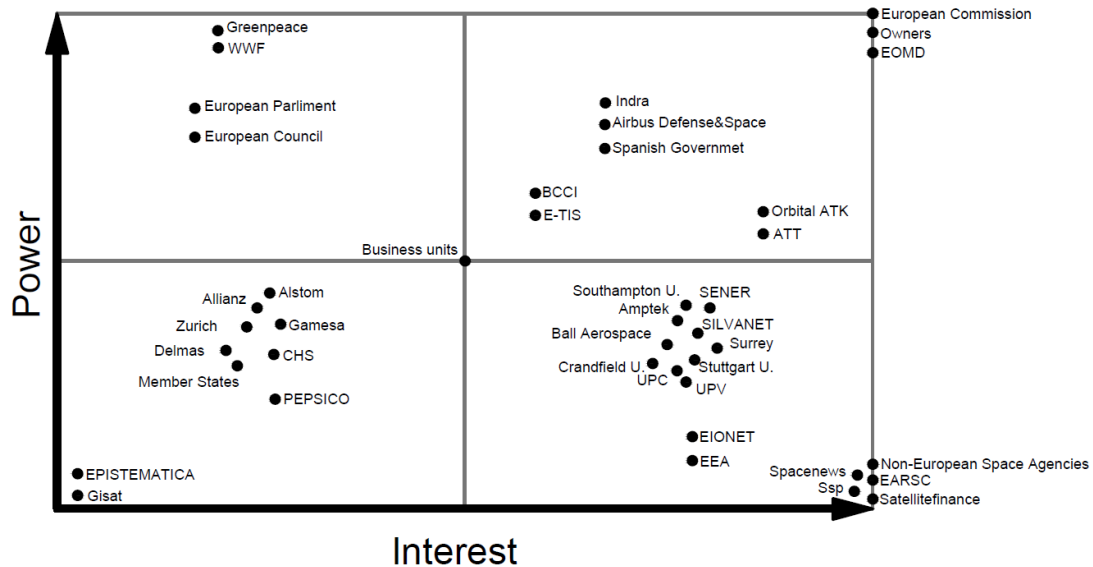 Greenpeace
WWF
European Parliment
European Council
European Commission
Owners
EOMD
Indra
Airbus Defense&Space
Spanish Governmet
BCCI
E-TIS
Orbital ATK
ATT
Business units
Power
Alstom
Allianz
Zurich
Gamesa
Delmas
CHS
Member States
PEPSICO
EPISTEMATICA
Gisat
Southampton U.
SENER
Amptek
SILVANET
Ball Aerospace
Surrey
Crandfield U.
Stuttgart U.
UPC
UPV
EIONET
EEA
Spacenews
Ssp
Non-European Space Agencies
EARSC
Satellitefinance
Interest